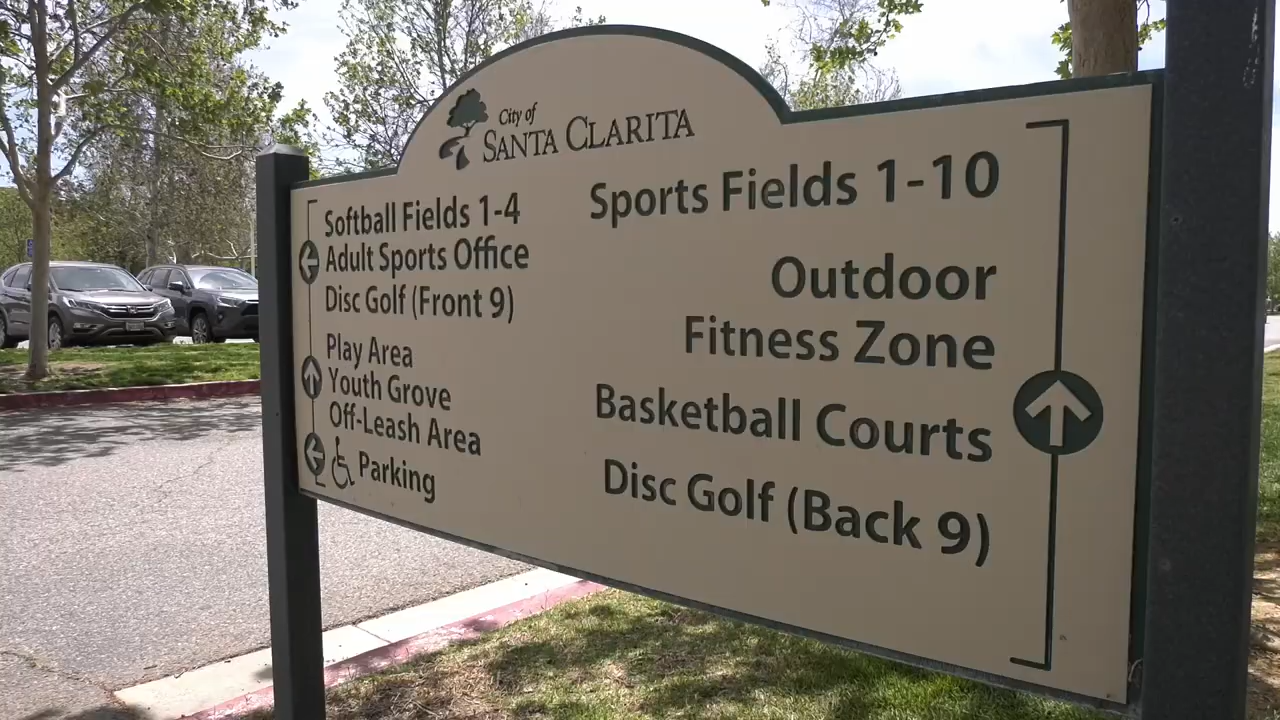 City of
SANTA CLARITA
Softball Fields 1-4
Adult Sports Office
Disc Golf (Front 9)
Play Area
Youth Grove
Off-Leash Area
Parking
Sports Fields 1-10
Outdoor
Fitness Zone
Basketball Courts
Disc Golf (Back 9)